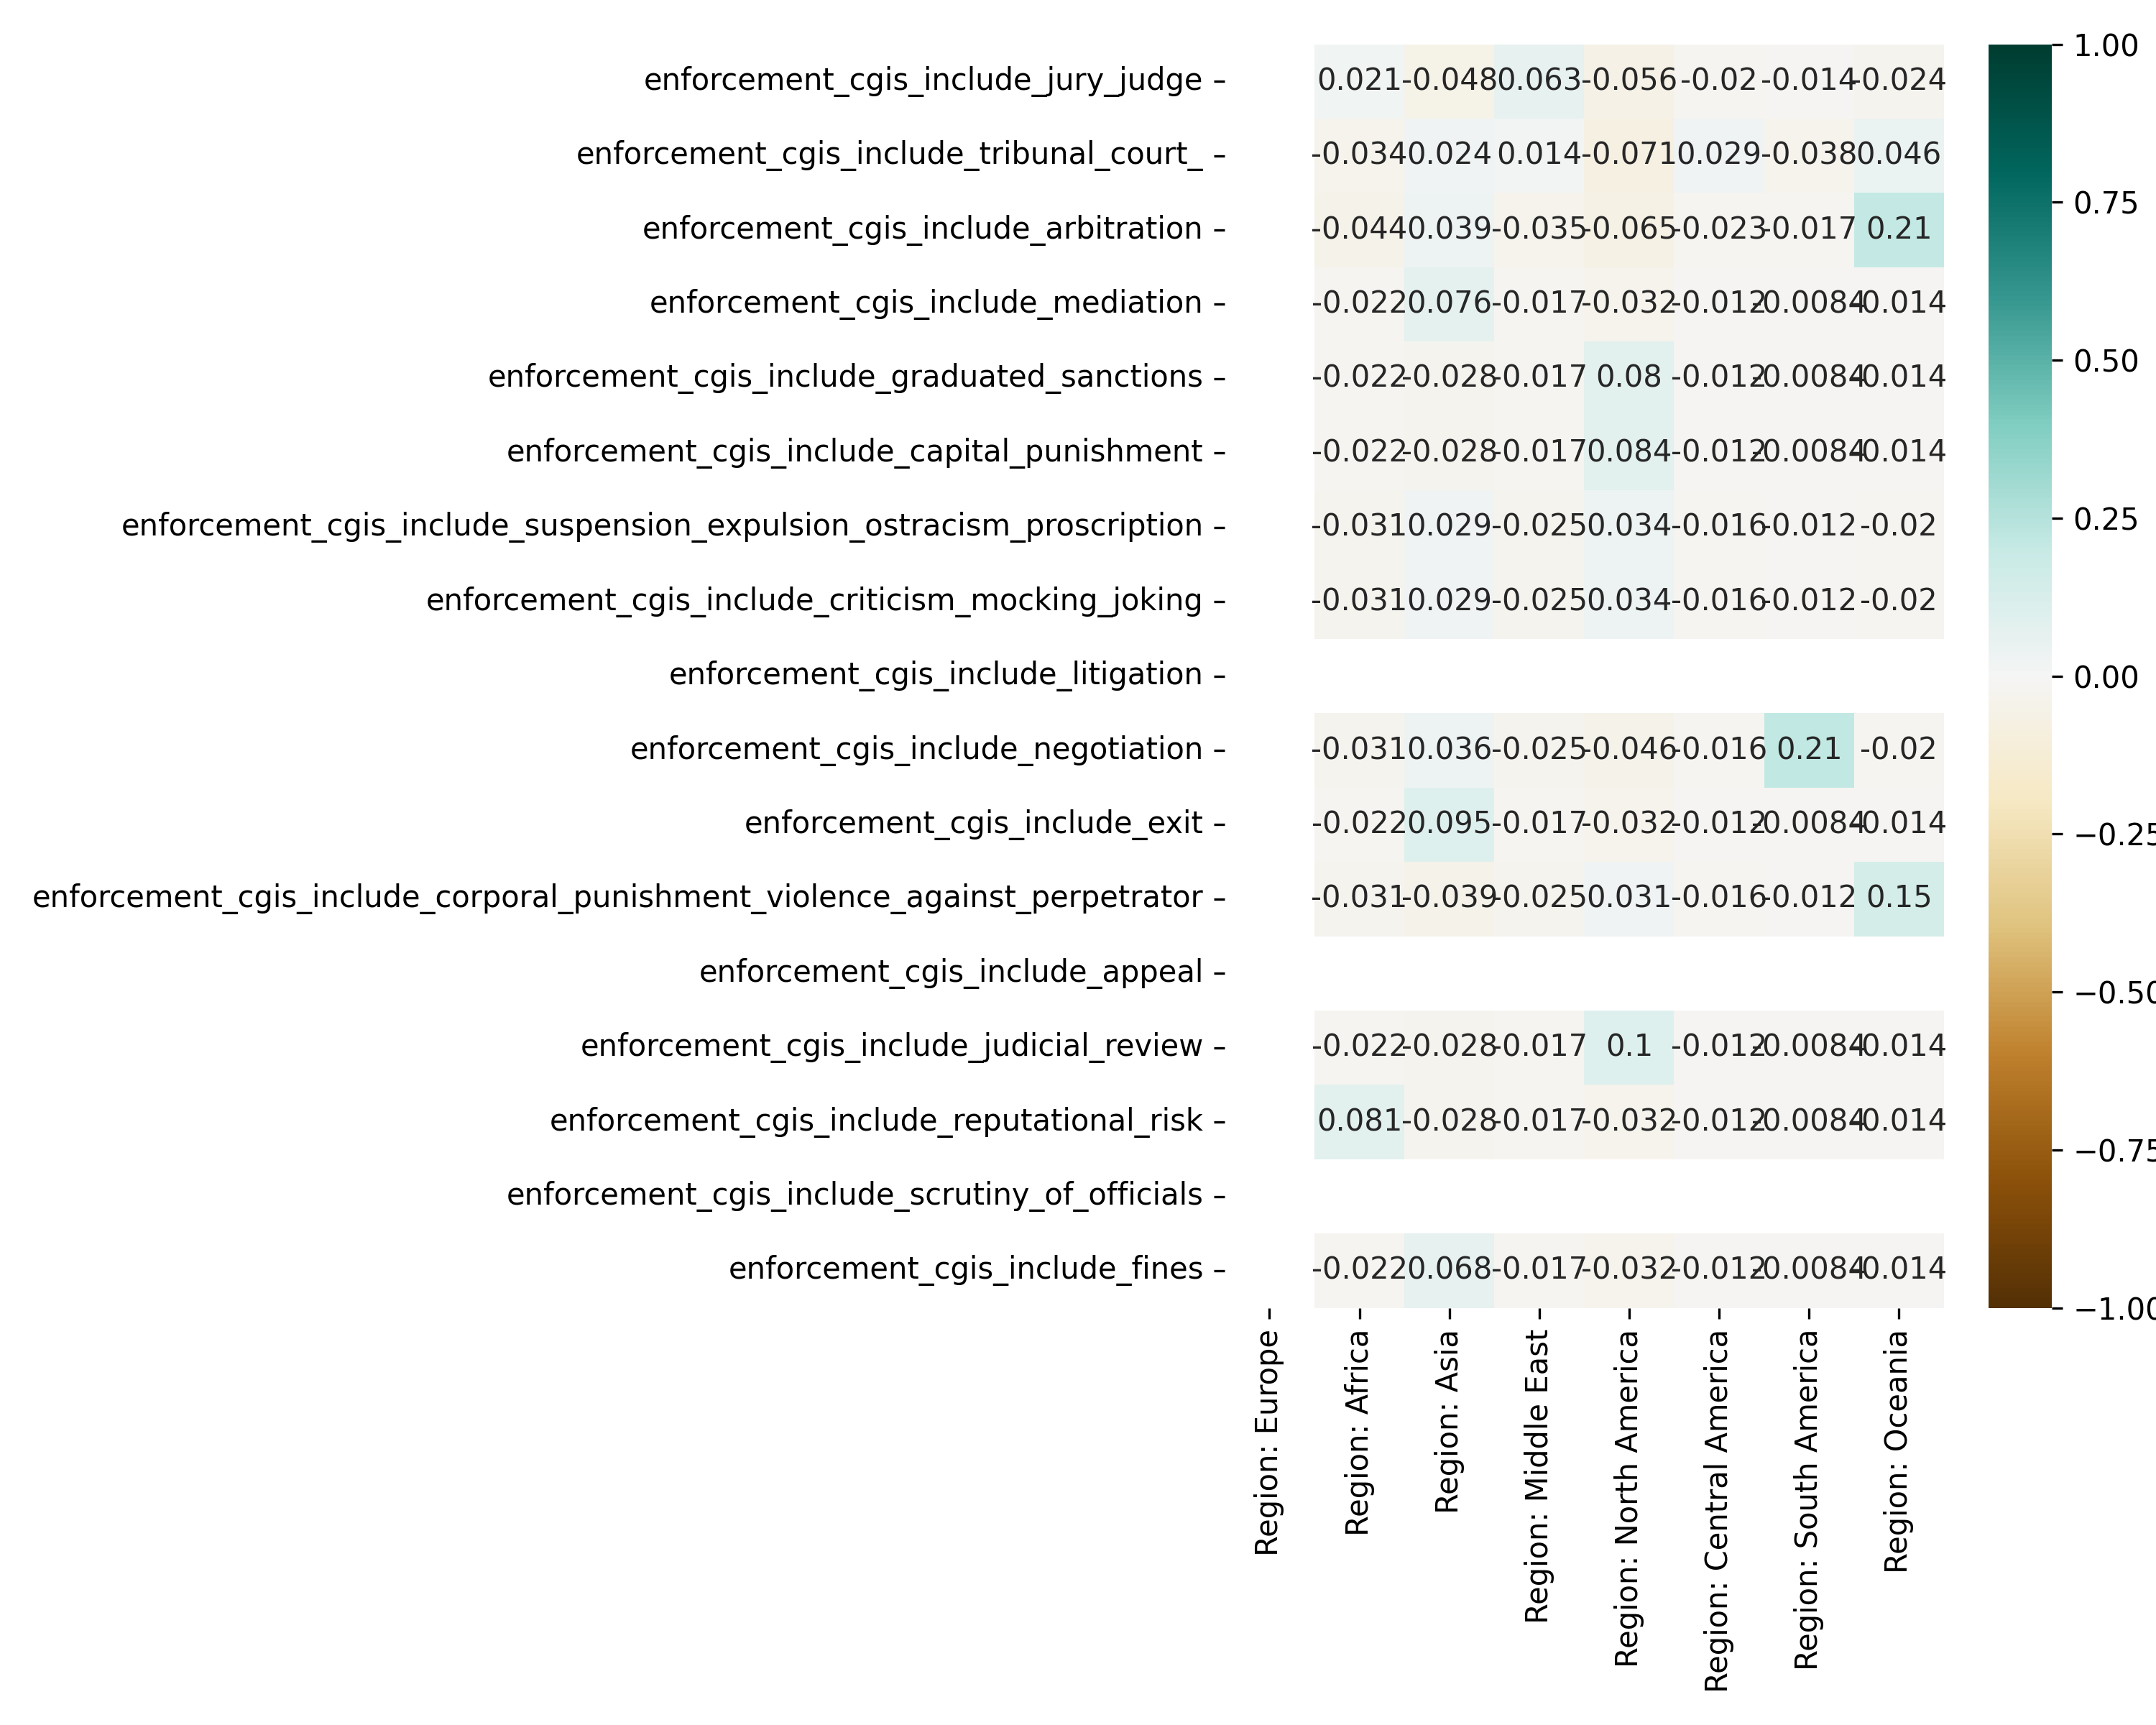 enforcement_cgis_include_jury_judge 0.021 -0.048 0.063 -0.056 -0.02 -0.014 -0.024
enforcement_cgis_include_tribunal_court_ -0.034 0.024 0.014 -0.071 0.029 -0.038 0.046
enforcement_cgis_include_arbitration -0.044 0.039 -0.035 -0.065 -0.023 -0.017 0.21
enforcement_cgis_include_mediation -0.022 0.076 -0.017 -0.032 -0.012 -0.0084 -0.014
enforcement_cgis_include_graduated_sanctions -0.022 -0.028 -0.017 0.08 -0.012 -0.0084 -0.014
enforcement_cgis_include_capital_punishment -0.022 -0.028 -0.017 0.084 -0.012 -0.0084 -0.014
enforcement_cgis_include_suspension_expulsion_ostracism_proscription -0.031 0.029 -0.025 0.034 -0.016 -0.012 -0.02
enforcement_cgis_include_criticism_mocking_joking -0.031 0.029 -0.025 0.034 -0.016 -0.012 -0.02
enforcement_cgis_include_litigation
enforcement_cgis_include_negotiation -0.031 0.036 -0.025 -0.046 -0.016 0.21 -0.02
enforcement_cgis_include_exit -0.022 0.095 -0.017 -0.032 -0.012 -0.0084 -0.014
enforcement_cgis_include_corporal_punishment_violence_against_perpetrator -0.031 -0.039 -0.025 0.031 -0.016 -0.012 0.15
enforcement_cgis_include_appeal
enforcement_cgis_include_judicial_review -0.022 -0.028 -0.017 0.1 -0.012 -0.0084 -0.014
enforcement_cgis_include_reputational_risk 0.081 -0.028 -0.017 -0.032 -0.012 -0.0084 -0.014
enforcement_cgis_include_scrutiny_of_officials
enforcement_cgis_include_fines -0.022 0.068 -0.017 -0.032 -0.012 -0.0084 -0.014
Region: Europe
Region: Africa
Region: Asia
Region: Middle East
Region: North America
Region: Central America
Region: South America
Region: Oceania
1.00
0.75
0.50
0.25
0.00
−0.25
−0.50
−0.75
−1.00